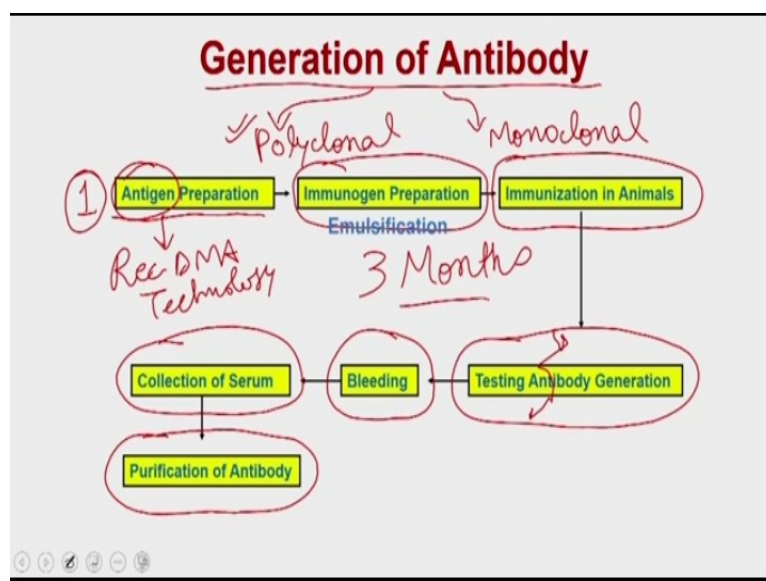 Generation of Antibody
Polyclonal Monoclonal
1 Antigen Preparation Immunogen Preparation Immunization in Animals
Emulsification
Rec DNA 3 Months
Technology
Collection of Serum Bleeding Testing Antibody Generation
Purification of Antibody